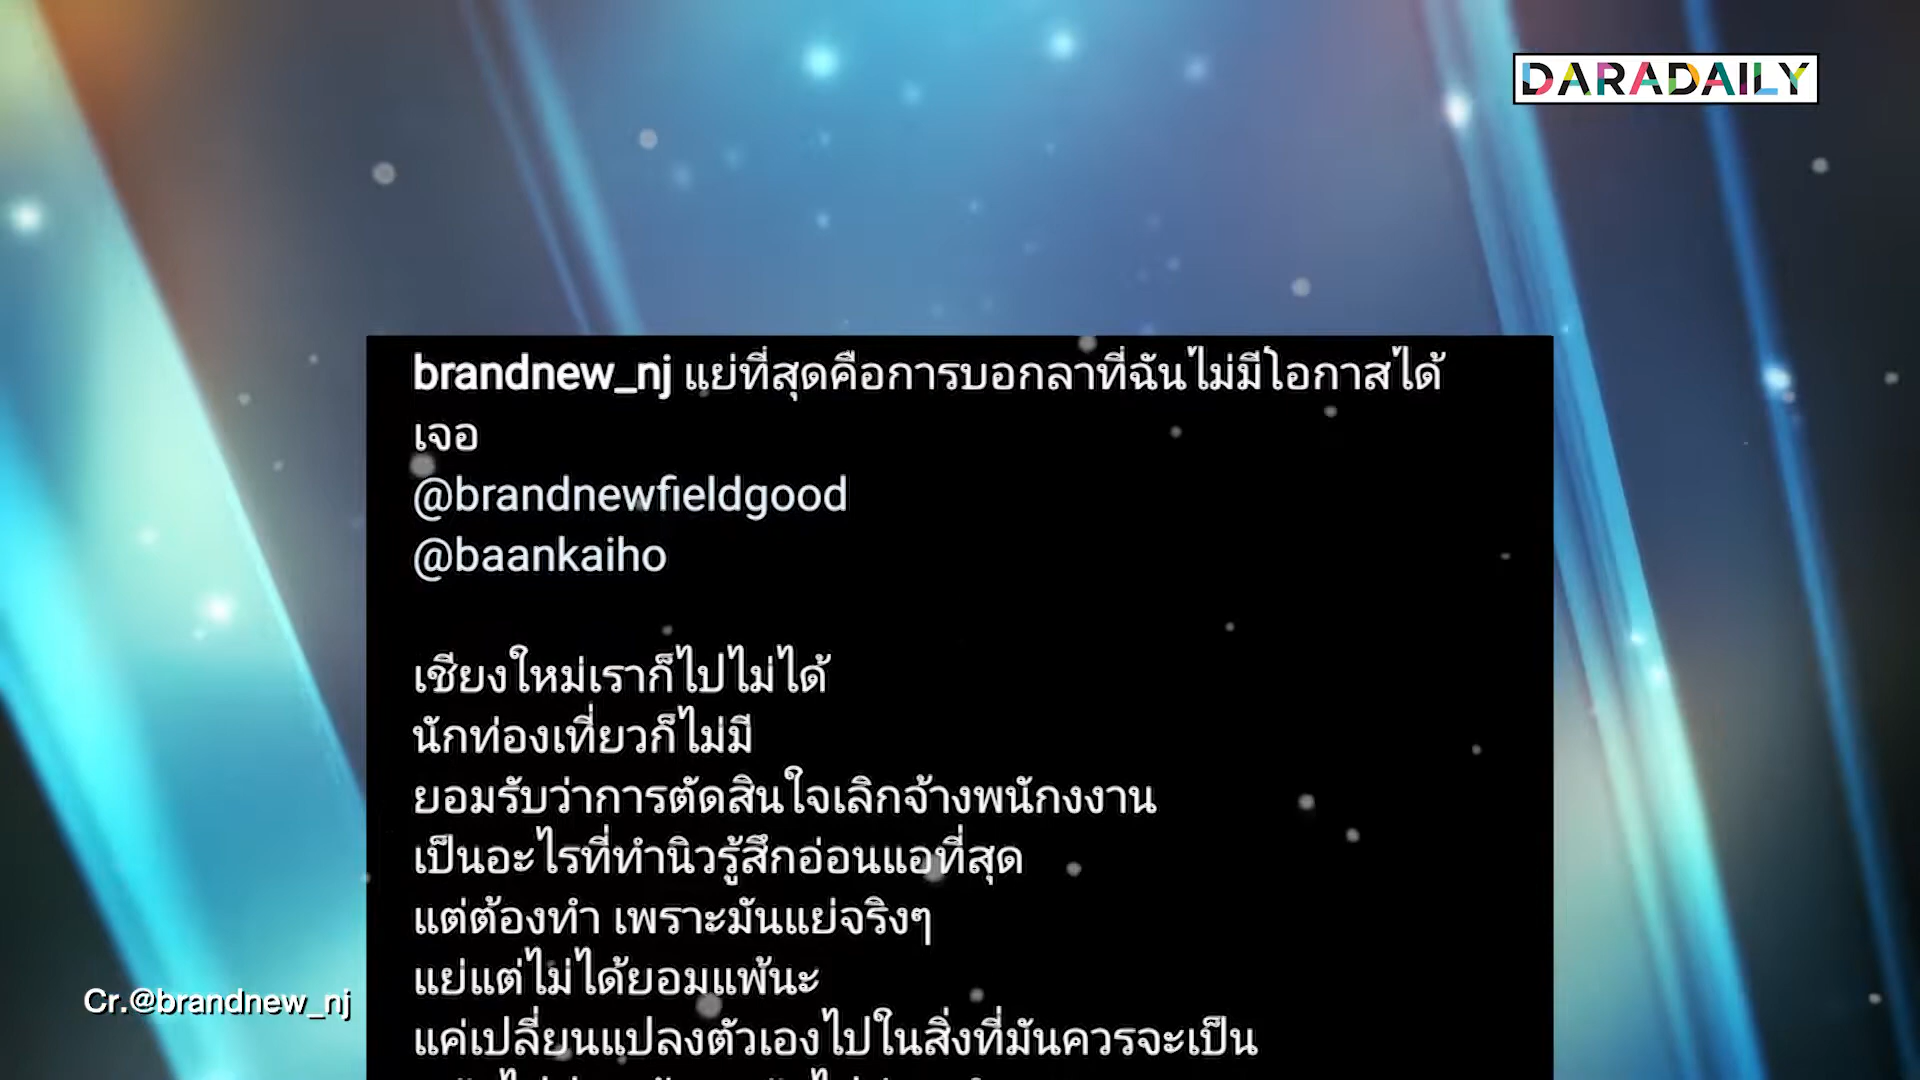 DARADAILY
brandnew_nj แย่ที่สุดคือการบอกลาที่ฉันไม่มีโอกาสได้
เจอ
@brandnewfieldgood
@baankaiho
เชียงใหม่เราก็ไปไม่ได้
นักท่องเที่ยวก็ไม่มี
ยอมรับว่าการตัดสินใจเลิกจ้างพนักงงาน
เป็นอะไรที่ทำนิวรู้สึกอ่อนแอที่สุด
แต่ต้องทำ เพราะมันแย่จริงๆ
แย่แต่ไม่ได้ยอมแพ้นะ
แค่เปลี่ยนแปลงตัวเองไปในสิ่งที่มันควรจะเป็น
Cr.@brandnew_nj